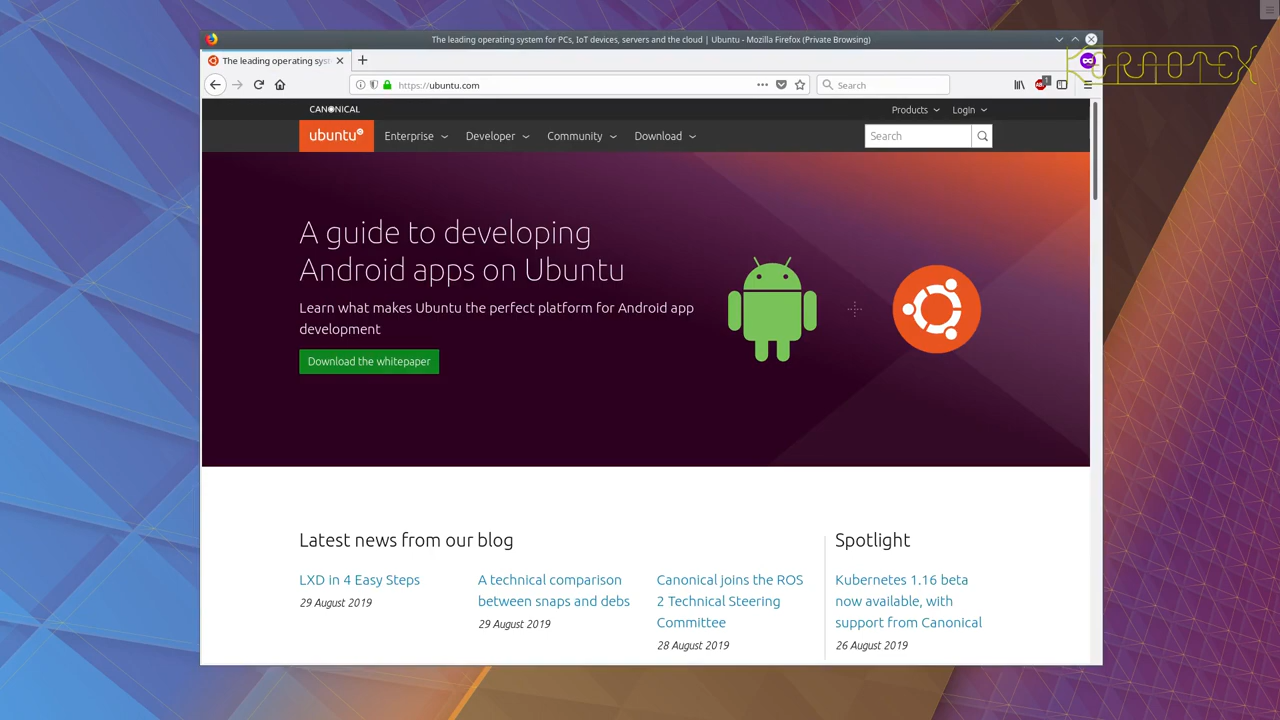 The leading operating system for PCs, IoT devices, servers and the cloud | Ubuntu - Mozilla Firefox (Private Browsing)
The leading operating syst
https://ubuntu.com
Search
ABP
1
KERAOTEX
CANONICAL
Products
Login
ubuntu
Enterprise
Developer
Community
Download
Search
A guide to developing
Android apps on Ubuntu
Learn what makes Ubuntu the perfect platform for Android app
development
Download the whitepaper
Latest news from our blog
Spotlight
LXD in 4 Easy Steps
29 August 2019
A technical comparison
between snaps and debs
29 August 2019
Canonical joins the ROS
2 Technical Steering
Committee
28 August 2019
Kubernetes 1.16 beta
now available, with
support from Canonical
26 August 2019